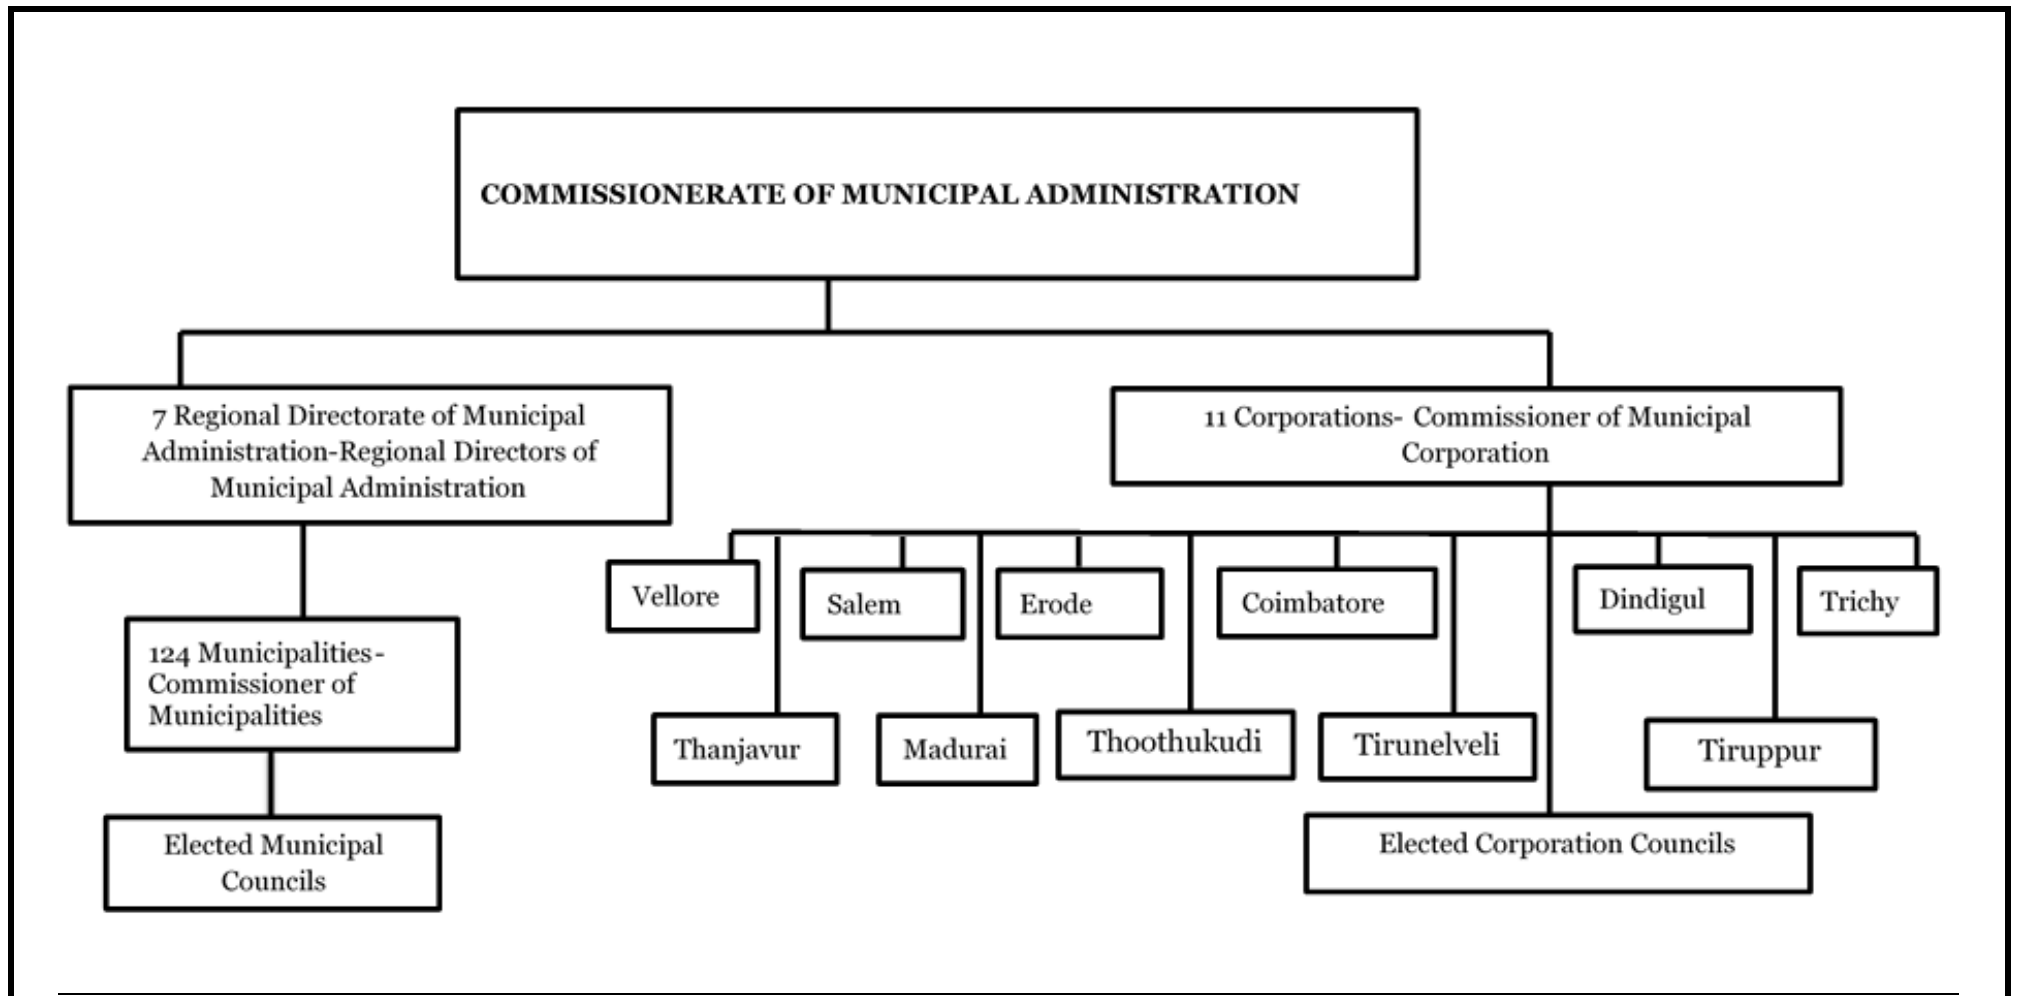 COMMISSIONERATE OF MUNICIPAL ADMINISTRATION
7 Regional Directorate of Municipal
Administration-Regional Directors of
Municipal Administration
11 Corporations- Commissioner of Municipal
Corporation
Vellore
Salem
Erode
Coimbatore
Dindigul
Trichy
124 Municipalities-
Commissioner of
Municipalities
Thanjavur
Madurai
Thoothukudi
Tirunelveli
Tiruppur
Elected Municipal
Councils
Elected Corporation Councils